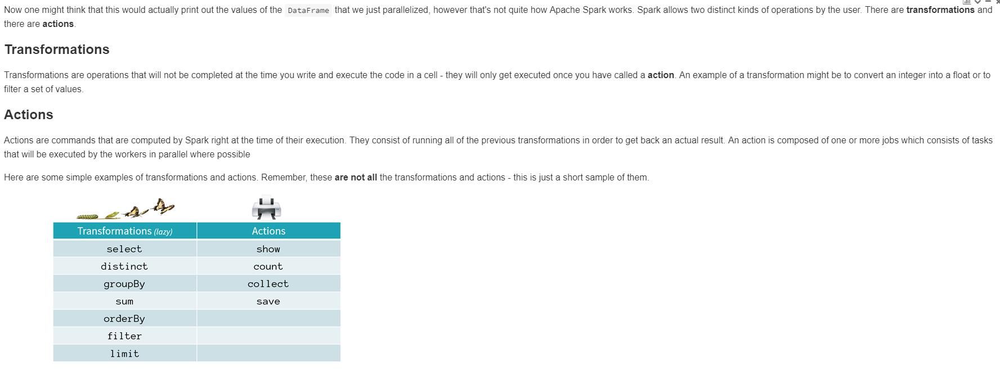 Now one might think that this would actually print out the values of the DataFrame that we just parallelized, however that's not quite how Apache Spark works. Spark allows two distinct kinds of operations by the user. There are transformations and
there are actions.
Transformations
Transformations are operations that will not be completed at the time you write and execute the code in a cell - they will only get executed once you have called a action. An example of a transformation might be to convert an integer into a float or to
filter a set of values.
Actions
Actions are commands that are computed by Spark right at the time of their execution. They consist of running all of the previous transformations in order to get back an actual result. An action is composed of one or more jobs which consists of tasks
that will be executed by the workers in parallel where possible
Here are some simple examples of transformations and actions. Remember, these are not all the transformations and actions - this is just a short sample of them.
Transformations (lazy) Actions
select show
distinct count
groupBy collect
sum save
orderBy
filter
limit